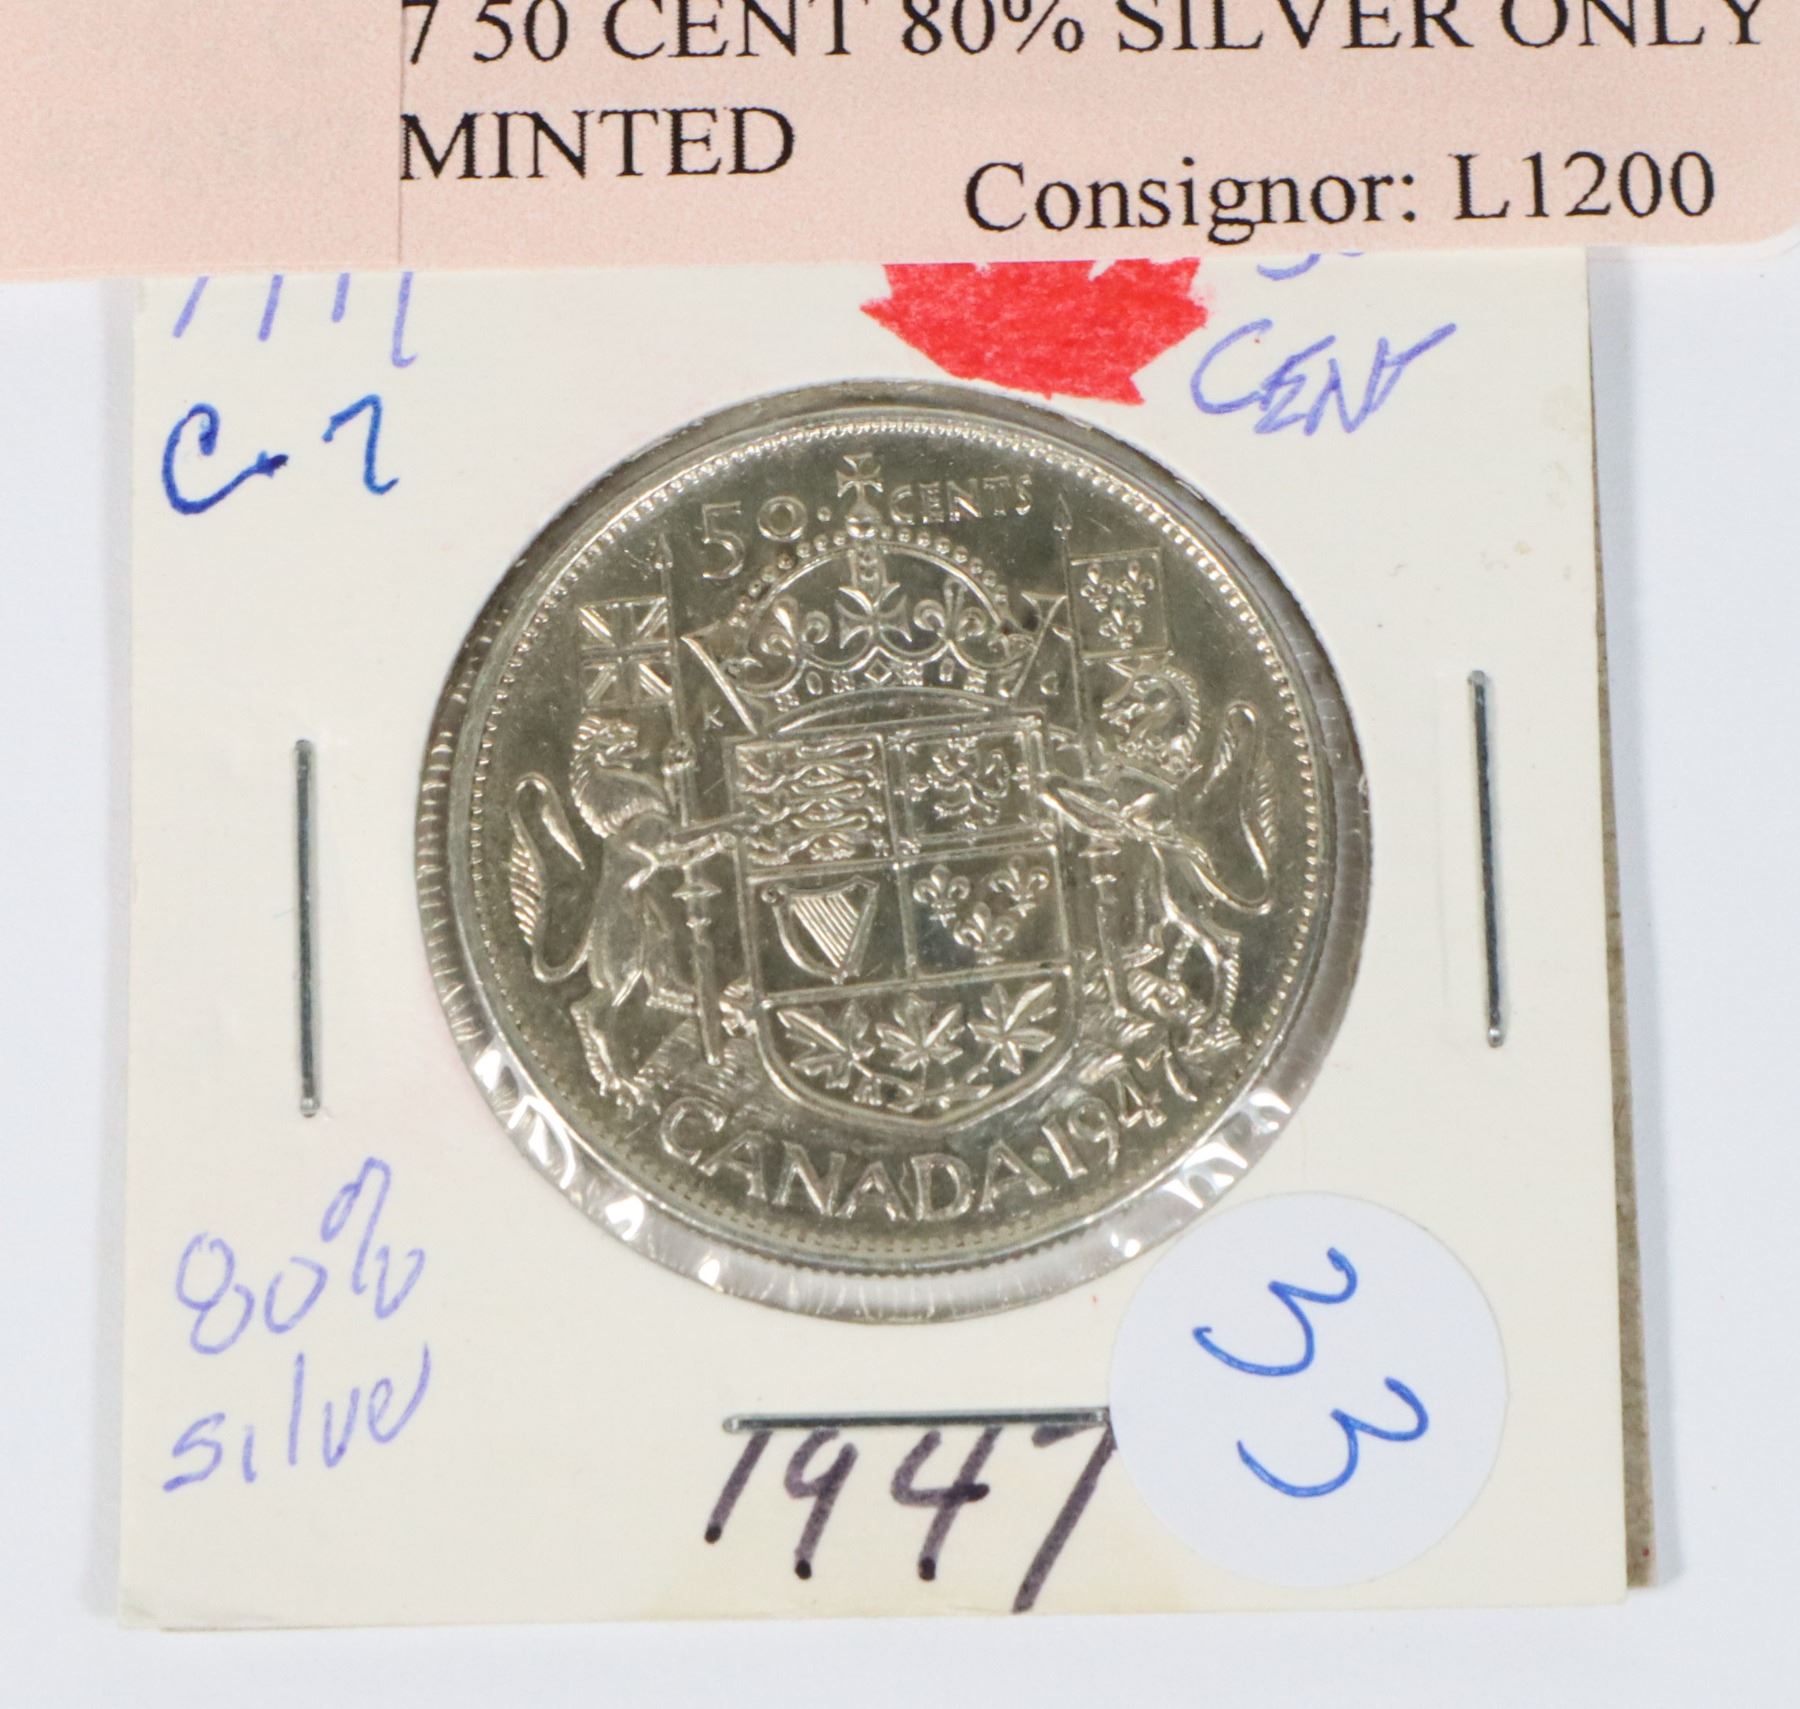 7 50 CENT 80% SILVER ONLY
MINTED
Consignor: L1200
CENT
C-7
50 · CENTS
CANADA · 1947
80%
silver
33
1947